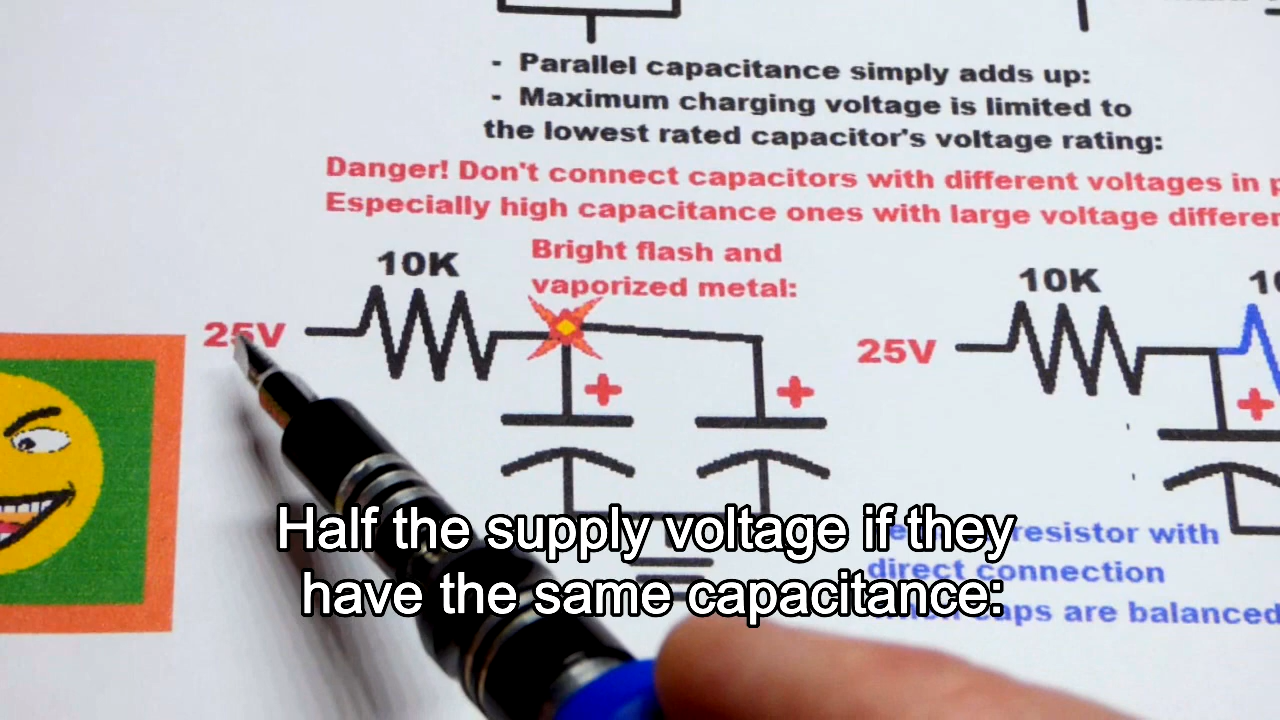 - Parallel capacitance simply adds up:
- Maximum charging voltage is limited to
the lowest rated capacitor's voltage rating:
Danger! Don't connect capacitors with different voltages in
Especially high capacitance ones with large voltage
Bright flash and
vaporized metal:
10K
10K
25V
25V
+
+
+
resistor with
direct connection
are balanced
Half the supply voltage if they
have the same capacitance: